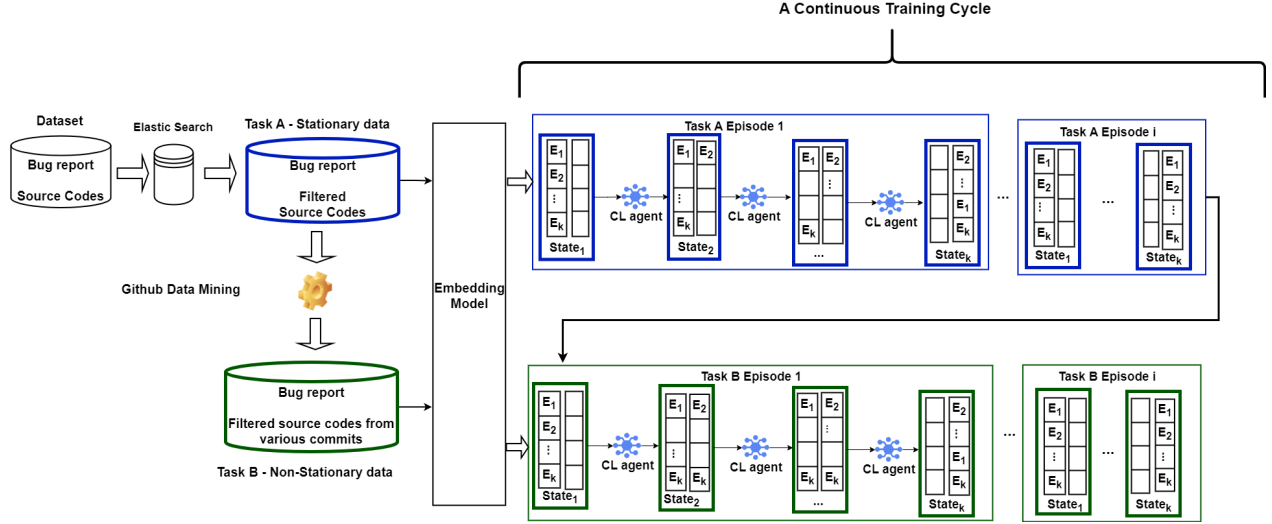 A Continuous Training Cycle
Dataset
Bug report
Source Codes
Elastic Search
Task A - Stationary data
Bug report
Filtered
Source Codes
Github Data Mining
Bug report
Filtered source codes from
various commits
Task B - Non-Stationary data
Embedding
Model
Task A Episode 1
E1
E2
⋮
Ek
State1
CL agent
E1 E2
⋮
Ek
State2
CL agent
E1 E2
⋮
Ek
...
CL agent
E2
⋮
E1
Ek
Statek
...
Task A Episode i
E1
E2
⋮
Ek
State1
...
E1
E2
⋮
Ek
Statek
Task B Episode 1
E1
E2
⋮
Ek
State1
CL agent
E1 E2
⋮
Ek Ek
State2
CL agent
E1 E2
⋮
Ek Ek
...
CL agent
E2
⋮
E1
Ek
Statek
...
Task B Episode i
E1
E2
⋮
Ek
State1
...
E1
E2
⋮
Ek
Statek